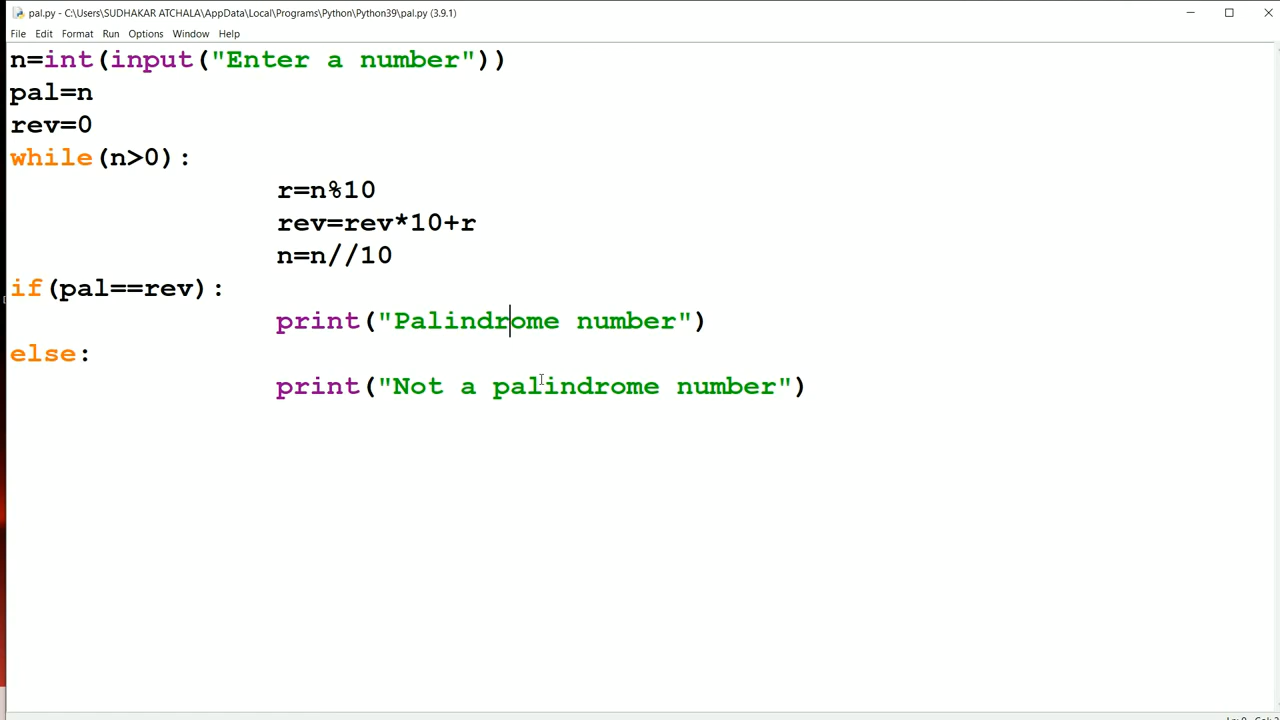 pal.py - C:\Users\SUDHAKAR ATCHALA\AppData\Local\Programs\Python\Python39\pal.py (3.9.1)
File Edit Format Run Options Window Help
n=int(input("Enter a number"))
pal=n
rev=0
while(n>0):
r=n%10
rev=rev*10+r
n=n//10
if(pal==rev):
print("Palindrome number")
else:
print("Not a palindrome number")